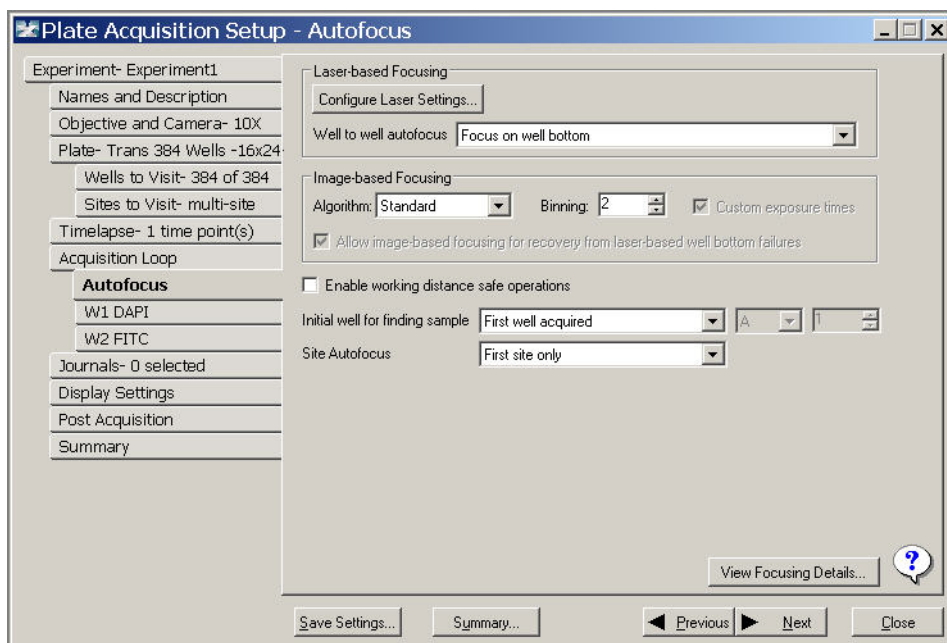 Plate Acquisition Setup - Autofocus
Experiment- Experiment1
Names and Description
Objective and Camera- 10X
Plate- Trans 384 Wells -16x24-
Wells to Visit- 384 of 384
Sites to Visit- multi-site
Timelapse- 1 time point(s)
Acquisition Loop
Autofocus
W1 DAPI
W2 FITC
Journals- 0 selected
Display Settings
Post Acquisition
Summary
Laser-based Focusing
Configure Laser Settings...
Well to well autofocus Focus on well bottom
Image-based Focusing
Algorithm: Standard Binning: 2 Custom exposure times
Allow image-based focusing for recovery from laser-based well bottom failures
Enable working distance safe operations
Initial well for finding sample First well acquired A 1
Site Autofocus First site only
View Focusing Details... ?
Save Settings... Summary... Previous Next Close